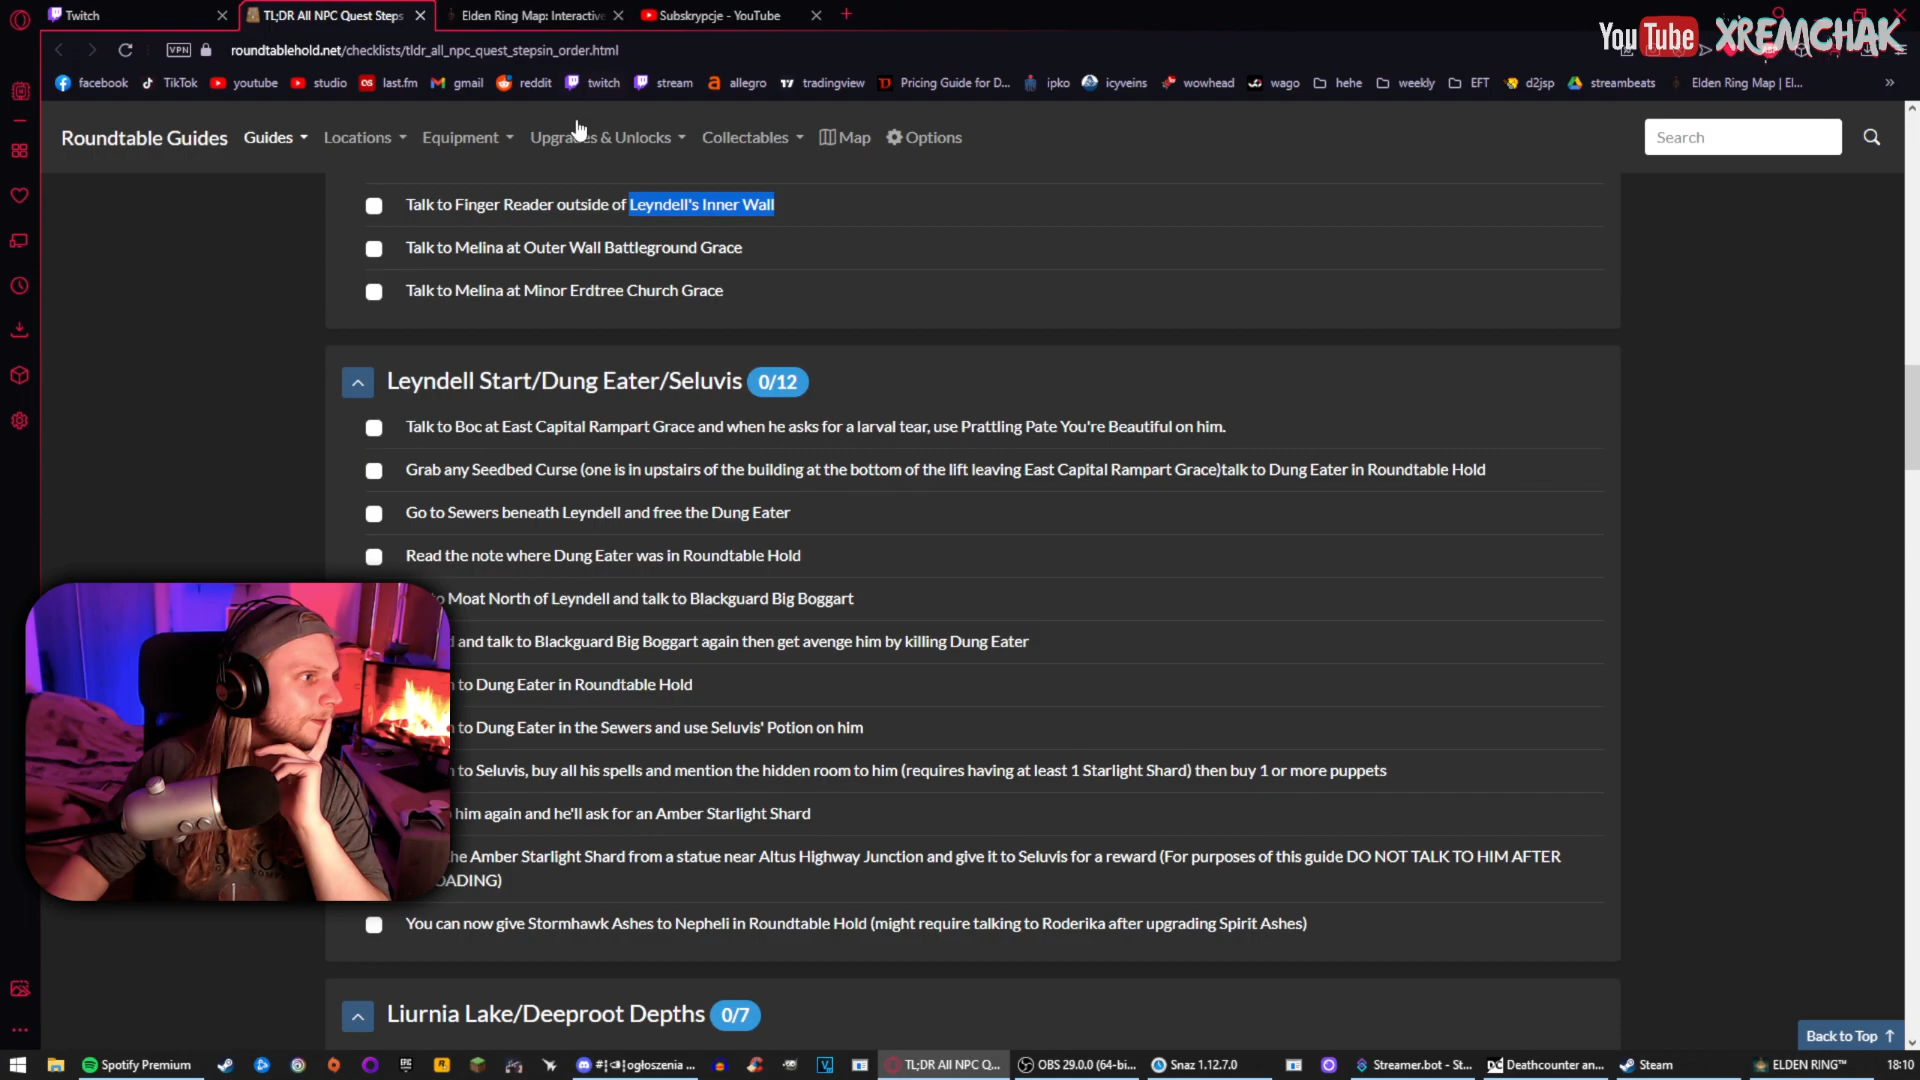 Twitch
TL;DR All NPC Quest Steps
Elden Ring Map: Interactive
Subskrypcje - YouTube
YouTube XREMCHAK
VPN
roundtablehold.net/checklists/tldr_all_npc_quest_stepsin_order.html
facebook
TikTok
youtube
studio
last.fm
gmail
reddit
twitch
stream
allegro
tradingview
Pricing Guide for D...
ipko
icyveins
wowhead
wago
hehe
weekly
EFT
d2jsp
streambeats
Elden Ring Map | El...
Roundtable Guides
Guides
Locations
Equipment
Upgrades & Unlocks
Collectables
Map
Options
Search
Talk to Finger Reader outside of Leyndell's Inner Wall
Talk to Melina at Outer Wall Battleground Grace
Talk to Melina at Minor Erdtree Church Grace
Leyndell Start/Dung Eater/Seluvis 0/12
Talk to Boc at East Capital Rampart Grace and when he asks for a larval tear, use Prattling Pate You're Beautiful on him.
Grab any Seedbed Curse (one is in upstairs of the building at the bottom of the lift leaving East Capital Rampart Grace)talk to Dung Eater in Roundtable Hold
Go to Sewers beneath Leyndell and free the Dung Eater
Read the note where Dung Eater was in Roundtable Hold
Moat North of Leyndell and talk to Blackguard Big Boggart
and talk to Blackguard Big Boggart again then get avenge him by killing Dung Eater
to Dung Eater in Roundtable Hold
to Dung Eater in the Sewers and use Seluvis' Potion on him
to Seluvis, buy all his spells and mention the hidden room to him (requires having at least 1 Starlight Shard) then buy 1 or more puppets
him again and he'll ask for an Amber Starlight Shard
he Amber Starlight Shard from a statue near Altus Highway Junction and give it to Seluvis for a reward (For purposes of this guide DO NOT TALK TO HIM AFTER
OADING)
You can now give Stormhawk Ashes to Nepheli in Roundtable Hold (might require talking to Roderika after upgrading Spirit Ashes)
Liurnia Lake/Deeproot Depths 0/7
Back to Top ↑
Spotify Premium
ogłoszenia ...
TL;DR All NPC Q...
OBS 29.0.0 (64-bi...
Snaz 1.12.7.0
Streamer.bot - St...
Deathcounter an...
Steam
ELDEN RING™
18:10